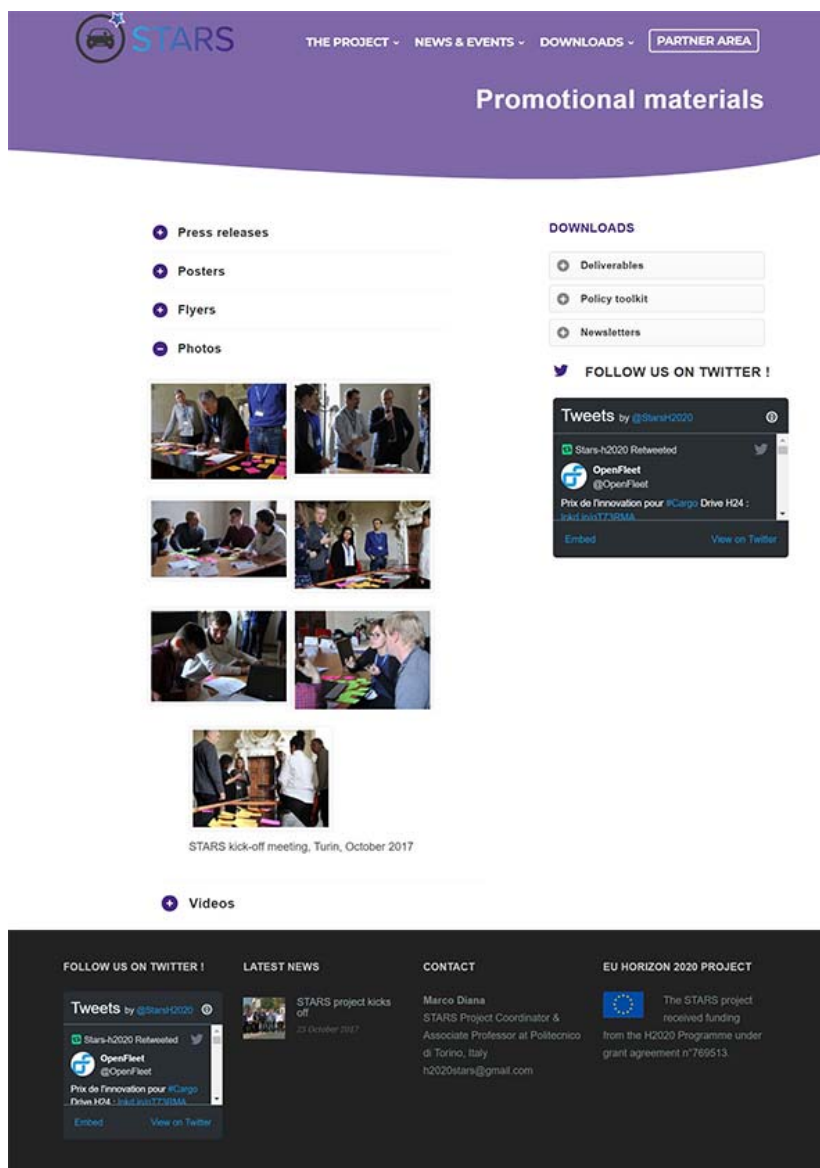 STARS
THE PROJECT
NEWS & EVENTS
DOWNLOADS
PARTNER AREA
Promotional materials
Press releases
Posters
Flyers
Photos
STARS kick-off meeting, Turin, October 2017
Videos
DOWNLOADS
Deliverables
Policy toolkit
Newsletters
FOLLOW US ON TWITTER !
Tweets by @StarsH2020
Stars-h2020 Retweeted
OpenFleet
@OpenFleet
Prix de l'innovation pour #Cargo Drive H24 :
Embed
View on Twitter
FOLLOW US ON TWITTER !
Tweets by @StarsH2020
Stars-h2020 Retweeted
OpenFleet
@OpenFleet
Prix de l'innovation pour #Cargo
Drive H24 :
Embed
View on Twitter
LATEST NEWS
STARS project kicks
off
23 October 2017
CONTACT
Marco Diana
STARS Project Coordinator &
Associate Professor at Politecnico
di Torino, Italy
h2020stars@gmail.com
EU HORIZON 2020 PROJECT
The STARS project
received funding
from the H2020 Programme under
grant agreement n°769513.